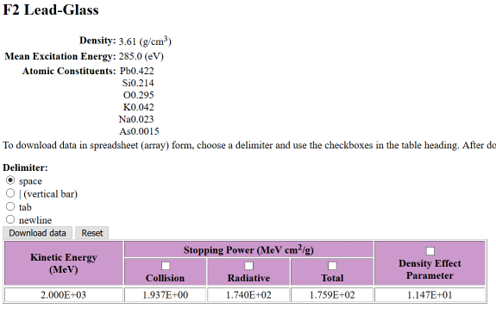 F2 Lead-Glass
Density: 3.61 (g/cm³)
Mean Excitation Energy: 285.0 (eV)
Atomic Constituents: Pb0.422
Si0.214
O0.295
K0.042
Na0.023
As0.0015
To download data in spreadsheet (array) form, choose a delimiter and use the checkboxes in the table heading. After do
Delimiter:
space
| (vertical bar)
tab
newline
Download data Reset
Kinetic Energy
(MeV)
Stopping Power (MeV cm²/g)
Collision Radiative Total
Density Effect
Parameter
2.000E+03 1.937E+00 1.740E+02 1.759E+02 1.147E+01